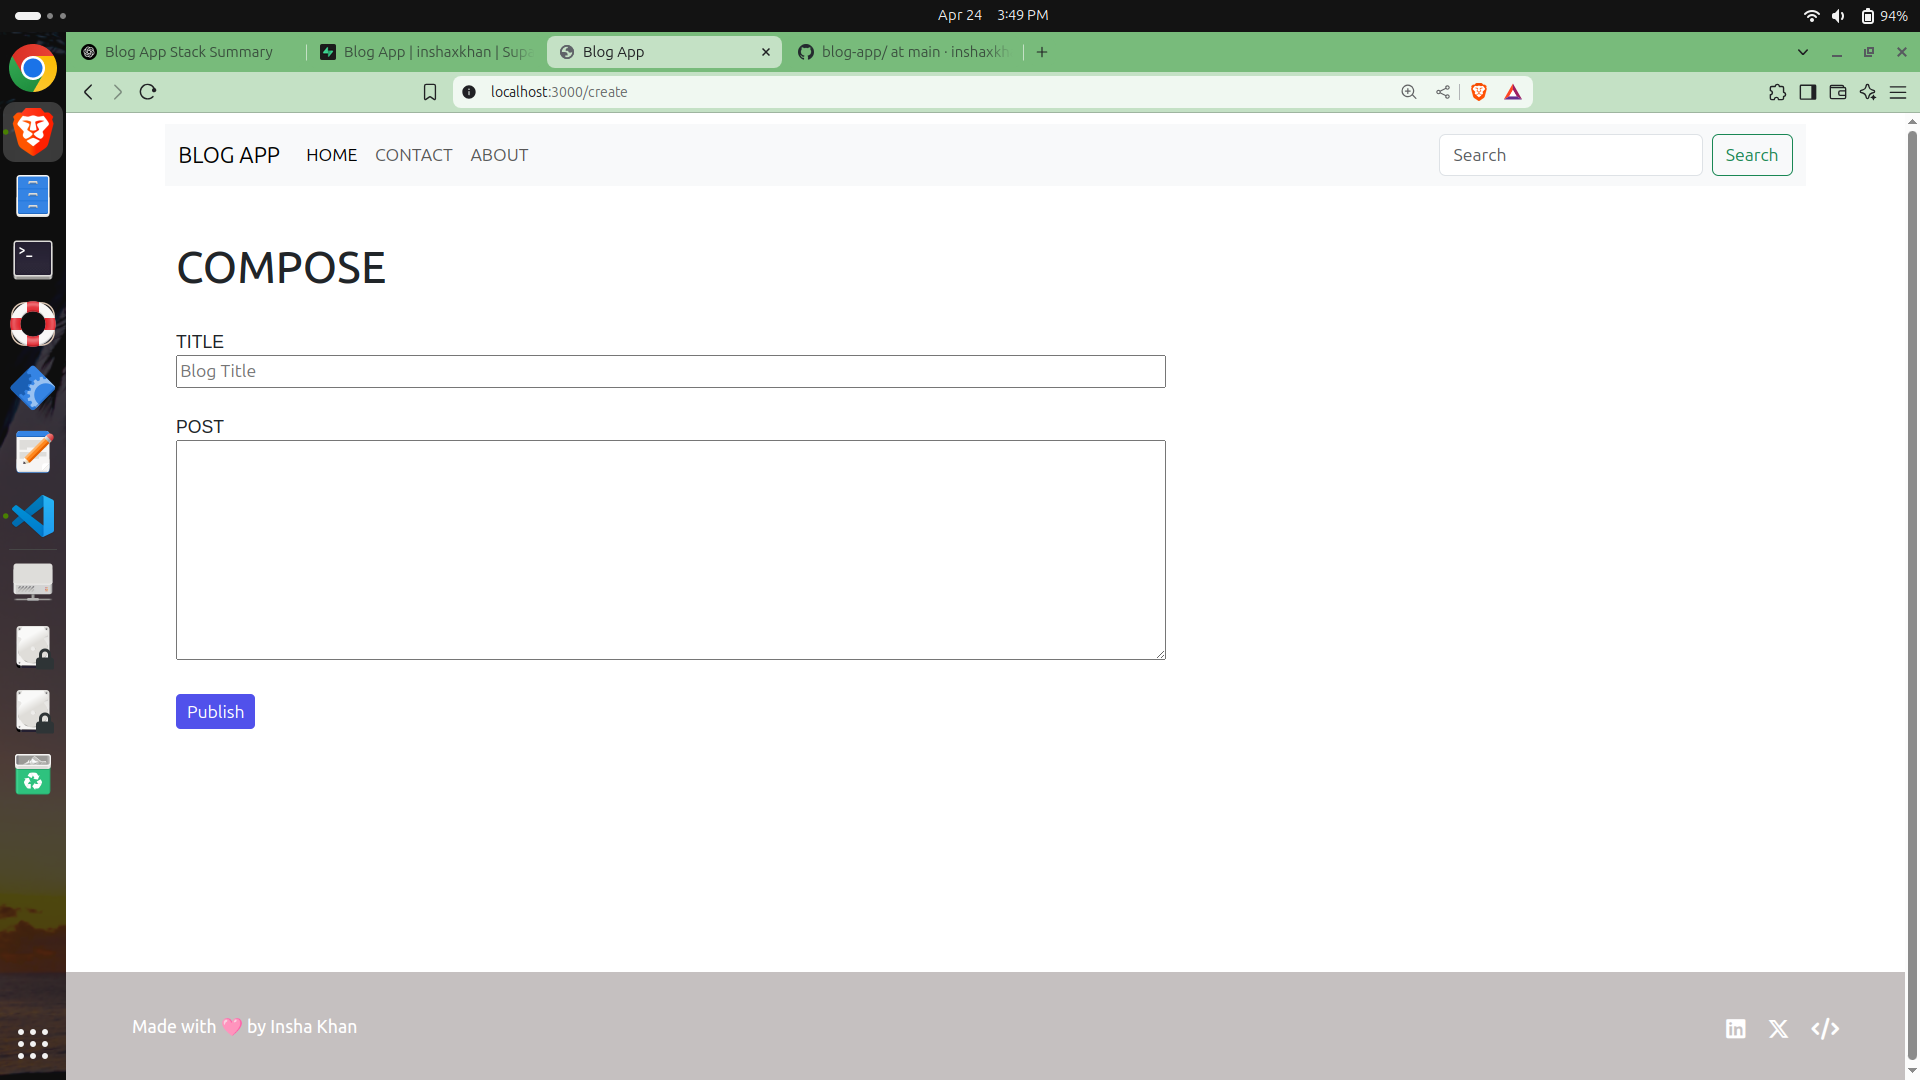 Apr 24 3:49 PM
94%
Blog App Stack Summary
Blog App | inshaxkhan | Supa
Blog App
blog-app/ at main · inshaxkh
localhost:3000/create
BLOG APP
HOME
CONTACT
ABOUT
Search
Search
COMPOSE
TITLE
Blog Title
POST
Publish
Made with 🩷 by Insha Khan